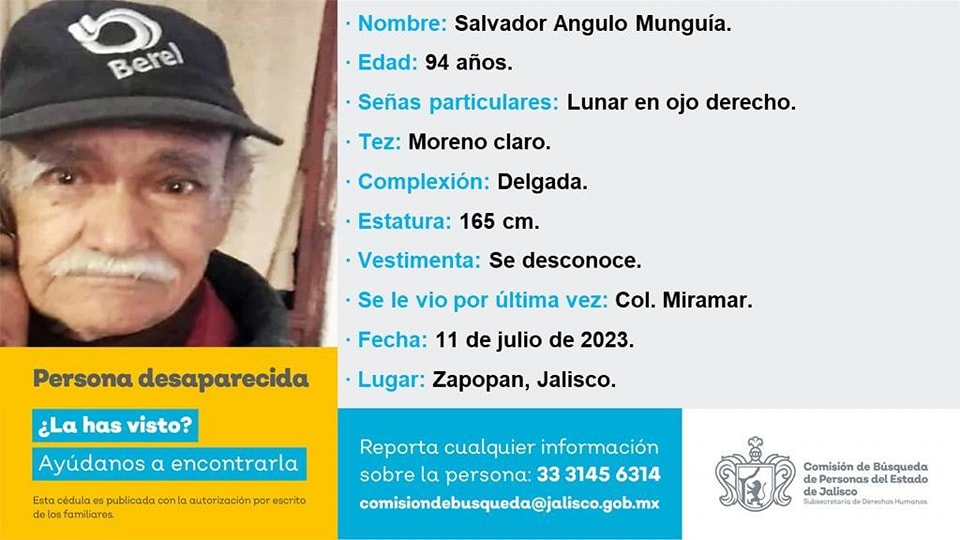 Berel
· Nombre: Salvador Angulo Munguía.
· Edad: 94 años.
· Señas particulares: Lunar en ojo derecho.
· Tez: Moreno claro.
· Complexión: Delgada.
· Estatura: 165 cm.
· Vestimenta: Se desconoce.
· Se le vio por última vez: Col. Miramar.
· Fecha: 11 de julio de 2023.
· Lugar: Zapopan, Jalisco.
Persona desaparecida
¿La has visto?
Ayúdanos a encontrarla
Esta cédula es publicada con la autorización por escrito
de los familiares.
Reporta cualquier información
sobre la persona: 33 3145 6314
comisiondebusqueda@jalisco.gob.mx
Comisión de Búsqueda
de Personas del Estado
de Jalisco
Subsecretaría de Derechos Humanos